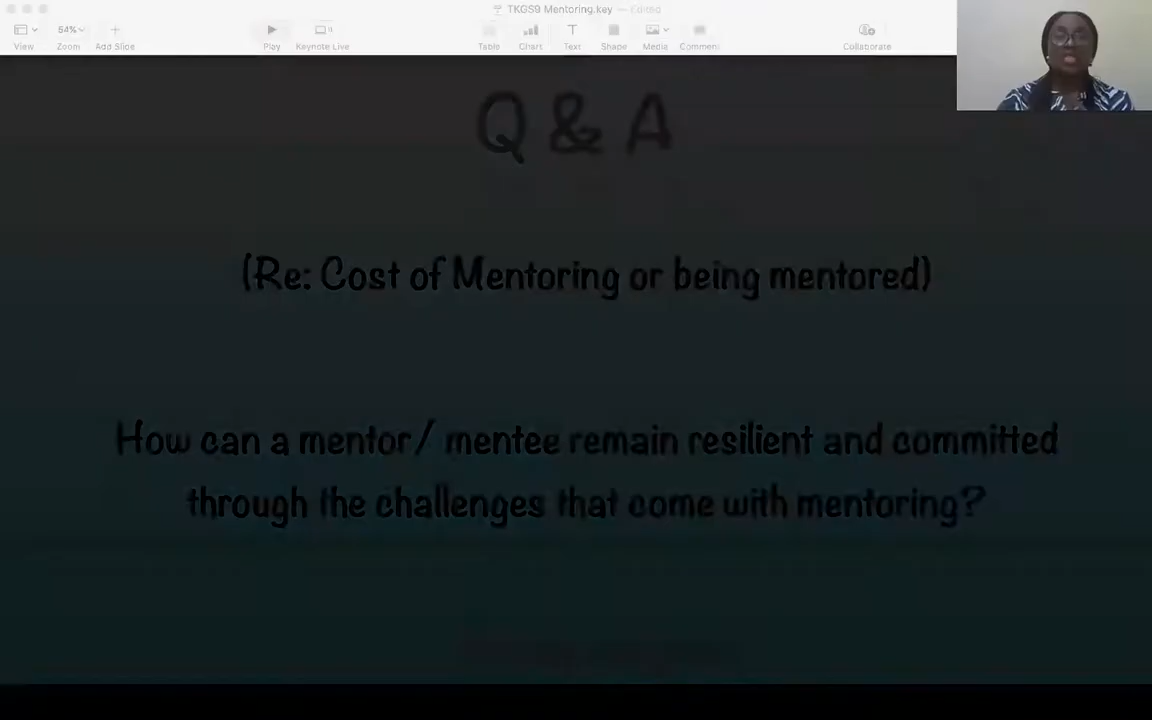 TKGS9 Mentoring.key — Edited
54%
View Zoom Add Slide Play Keynote Live Table Chart Text Shape Media Comment Collaborate
Q & A
(Re: Cost of Mentoring or being mentored)
How can a mentor/ mentee remain resilient and committed
through the challenges that come with mentoring?